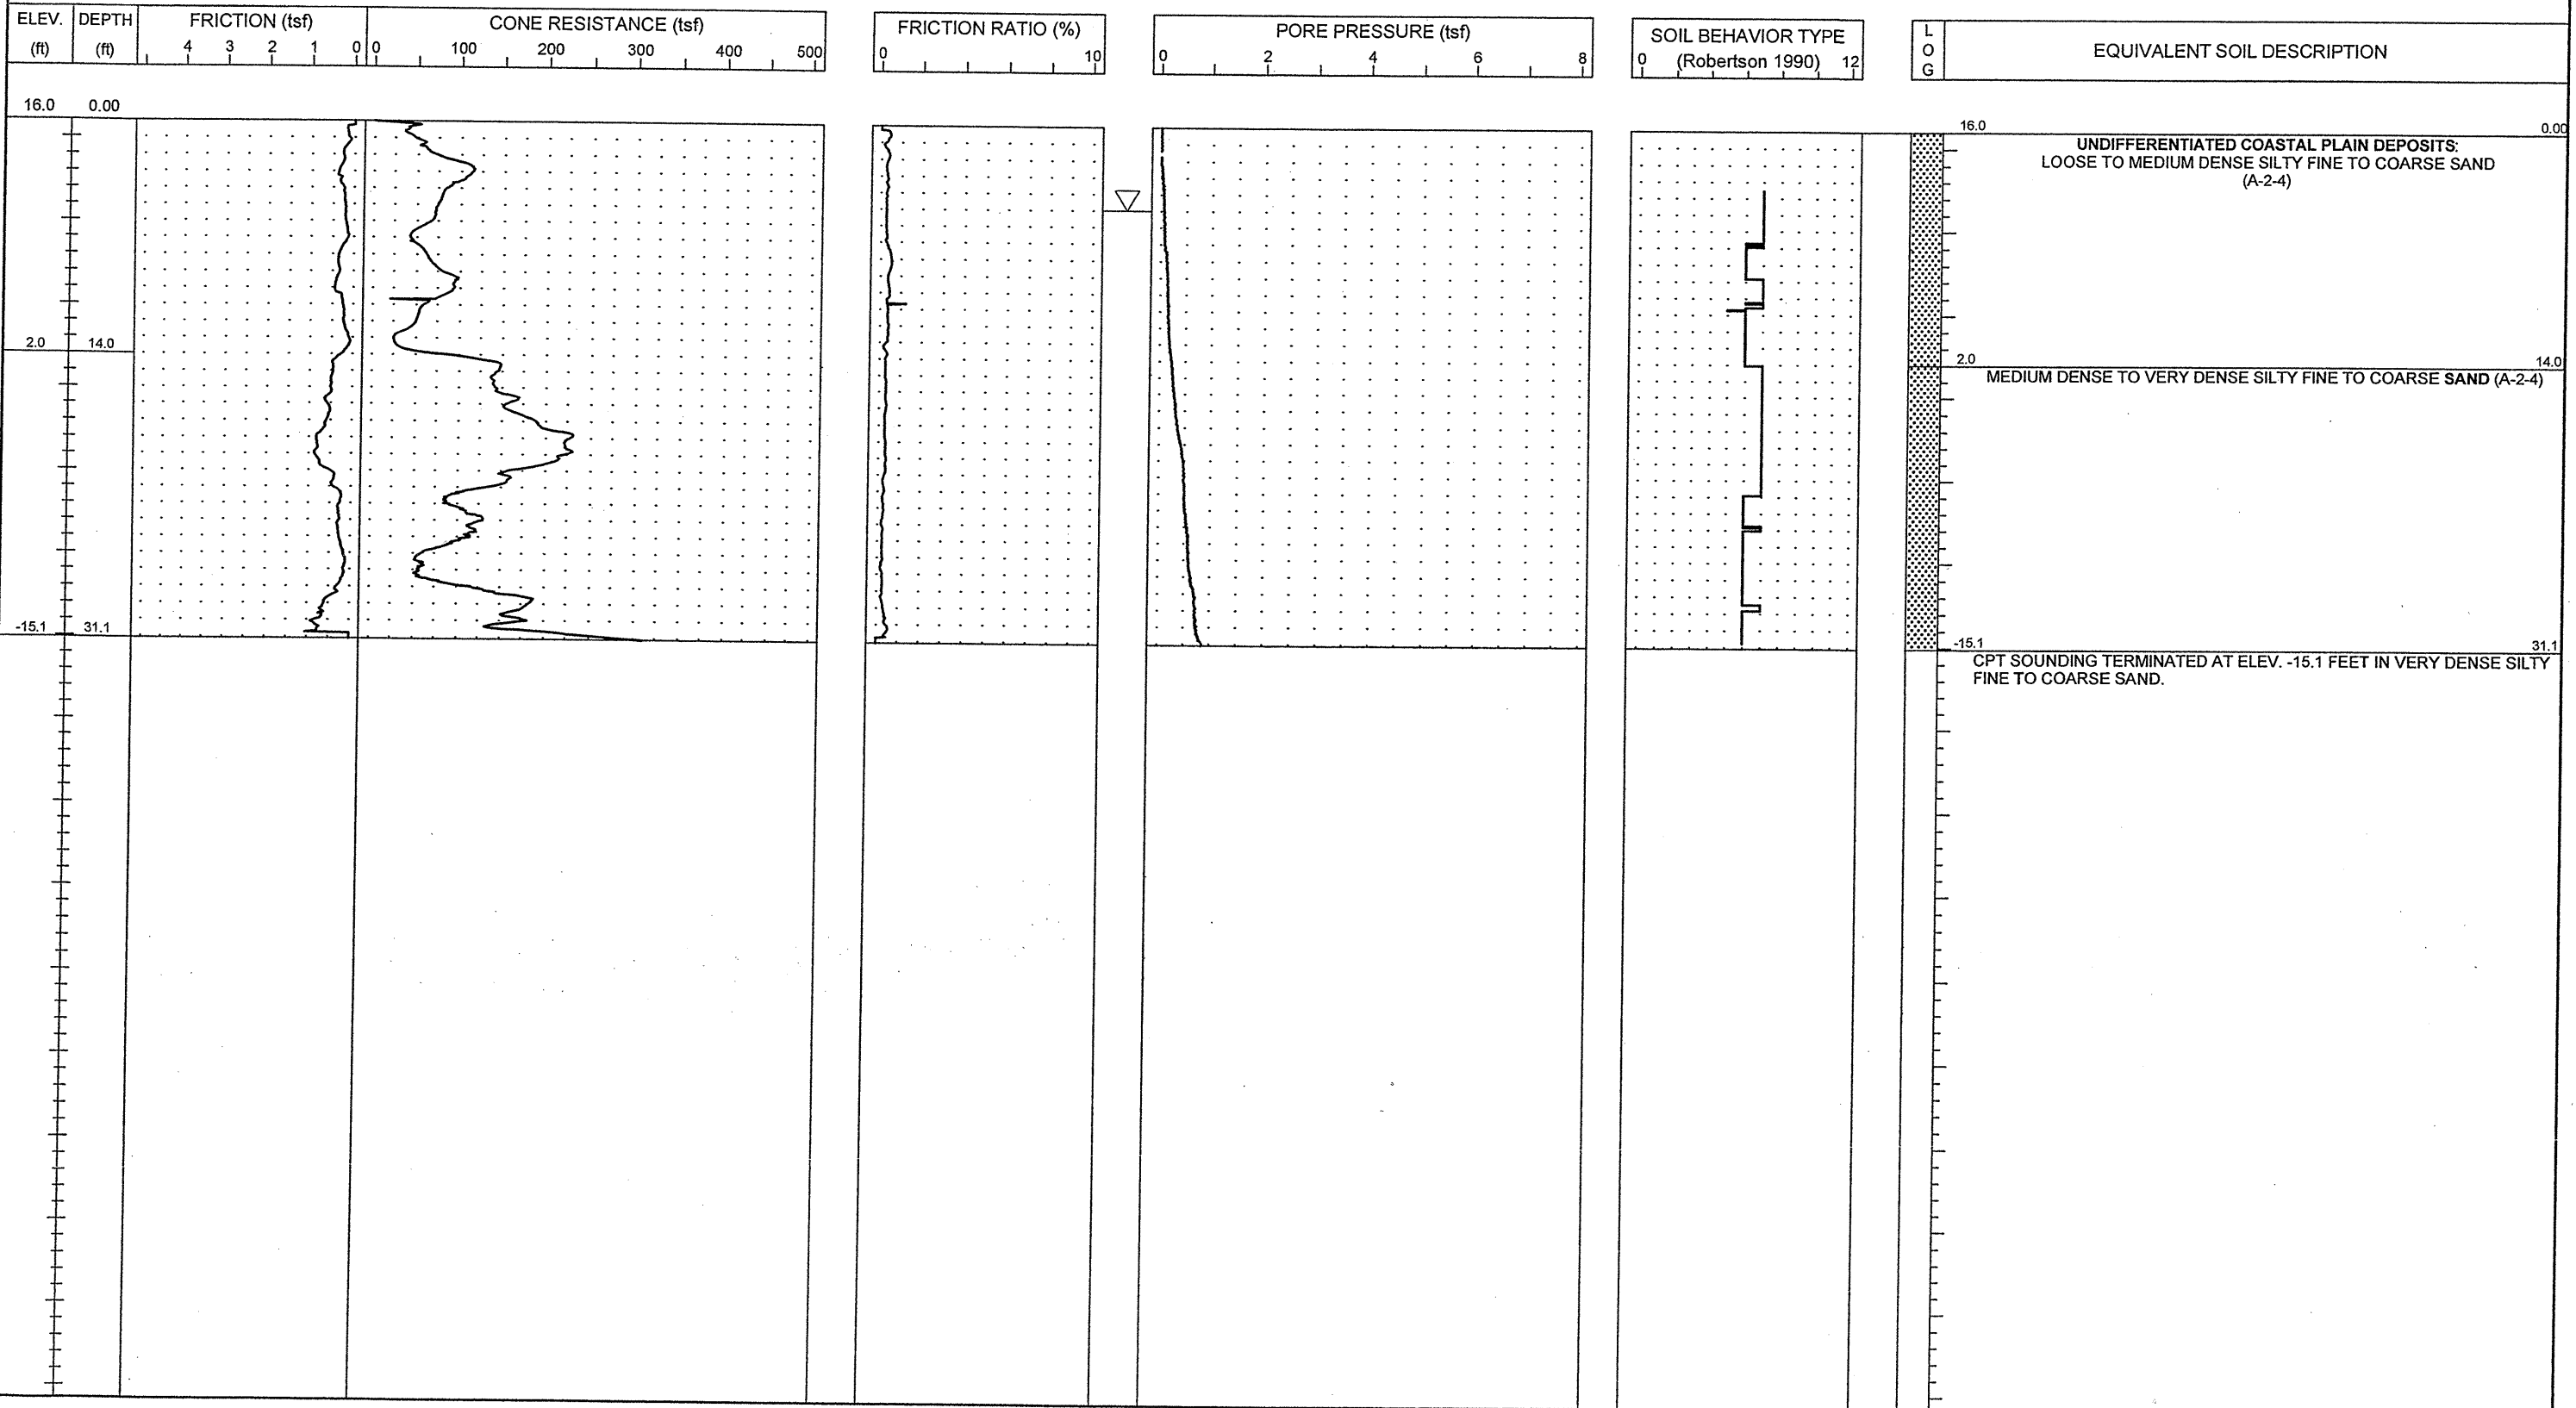 ELEV. DEPTH FRICTION (tsf) CONE RESISTANCE (tsf) FRICTION RATIO (%) PORE PRESSURE (tsf) SOIL BEHAVIOR TYPE LOG EQUIVALENT SOIL DESCRIPTION
(ft) (ft) 4 3 2 1 0 0 100 200 300 400 500 0 10 0 2 4 6 8 (Robertson 1990) 0 12
16.0 0.00
16.0 0.00
UNDIFFERENTIATED COASTAL PLAIN DEPOSITS:
LOOSE TO MEDIUM DENSE SILTY FINE TO COARSE SAND
(A-2-4)
2.0 14.0
2.0 14.0
MEDIUM DENSE TO VERY DENSE SILTY FINE TO COARSE SAND (A-2-4)
-15.1 31.1
-15.1 31.1
CPT SOUNDING TERMINATED AT ELEV. -15.1 FEET IN VERY DENSE SILTY
FINE TO COARSE SAND.